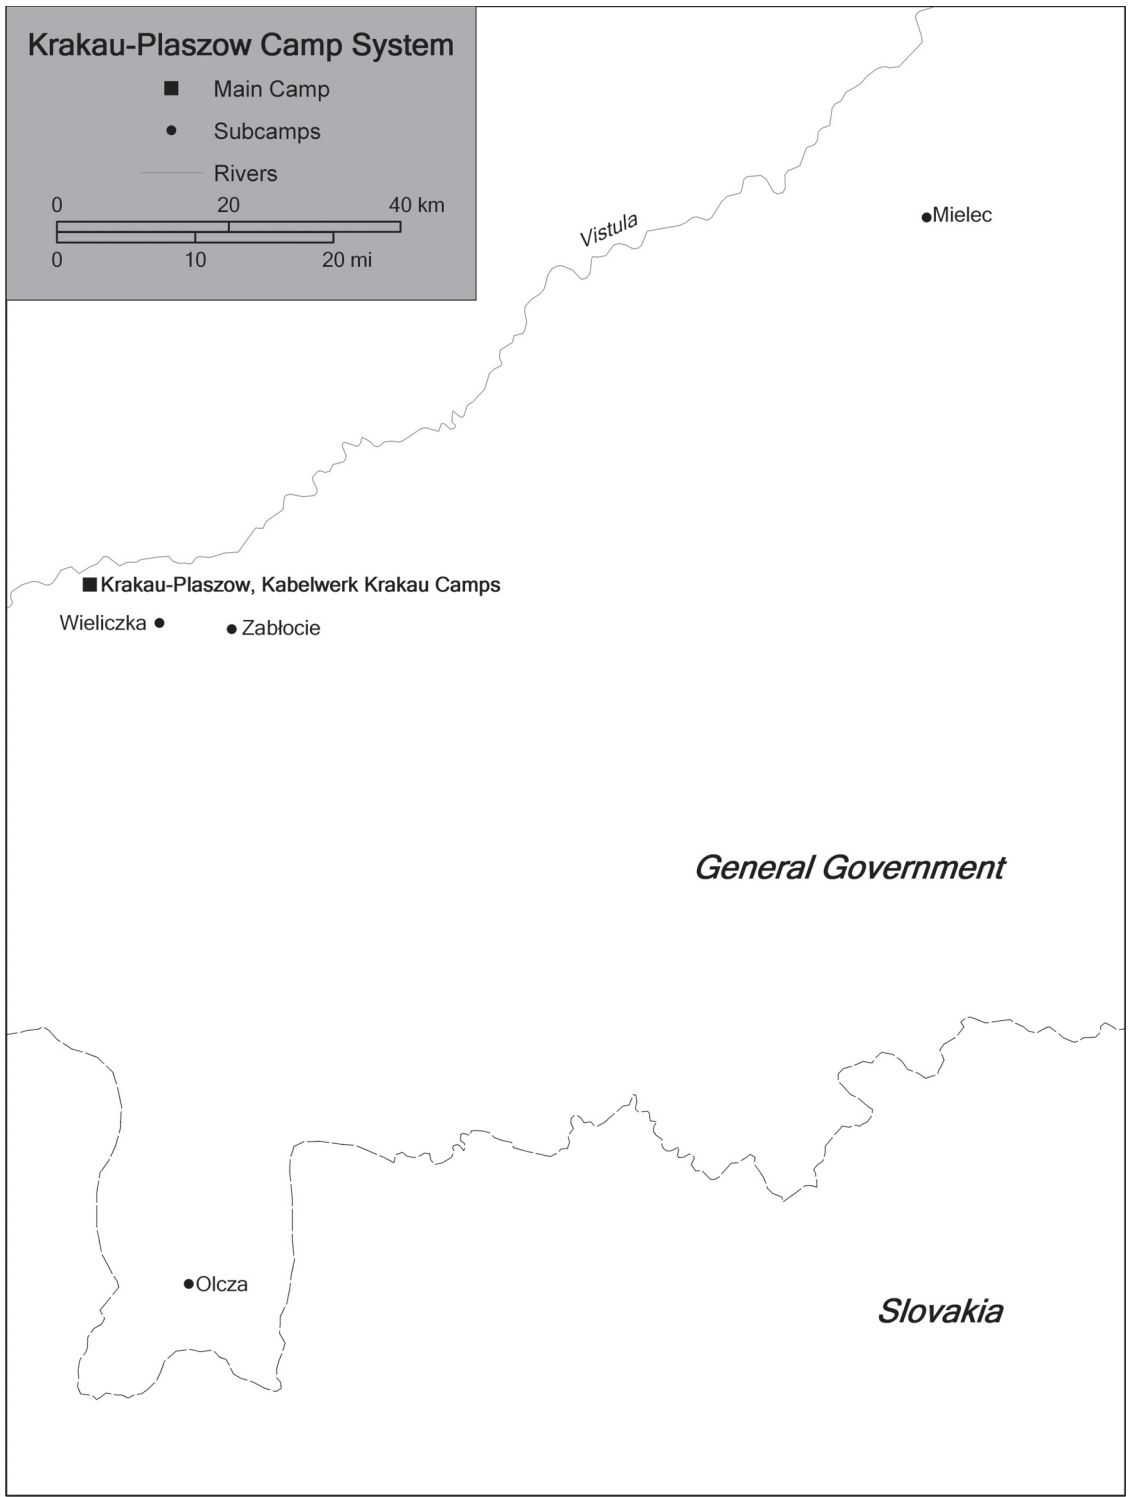 Krakau-Plaszow Camp System
Main Camp
Subcamps
Rivers
0 20 40 km
0 10 20 mi
Vistula
Mielec
Krakau-Plaszow, Kabelwerk Krakau Camps
Wieliczka
Zabłocie
General Government
Olcza
Slovakia